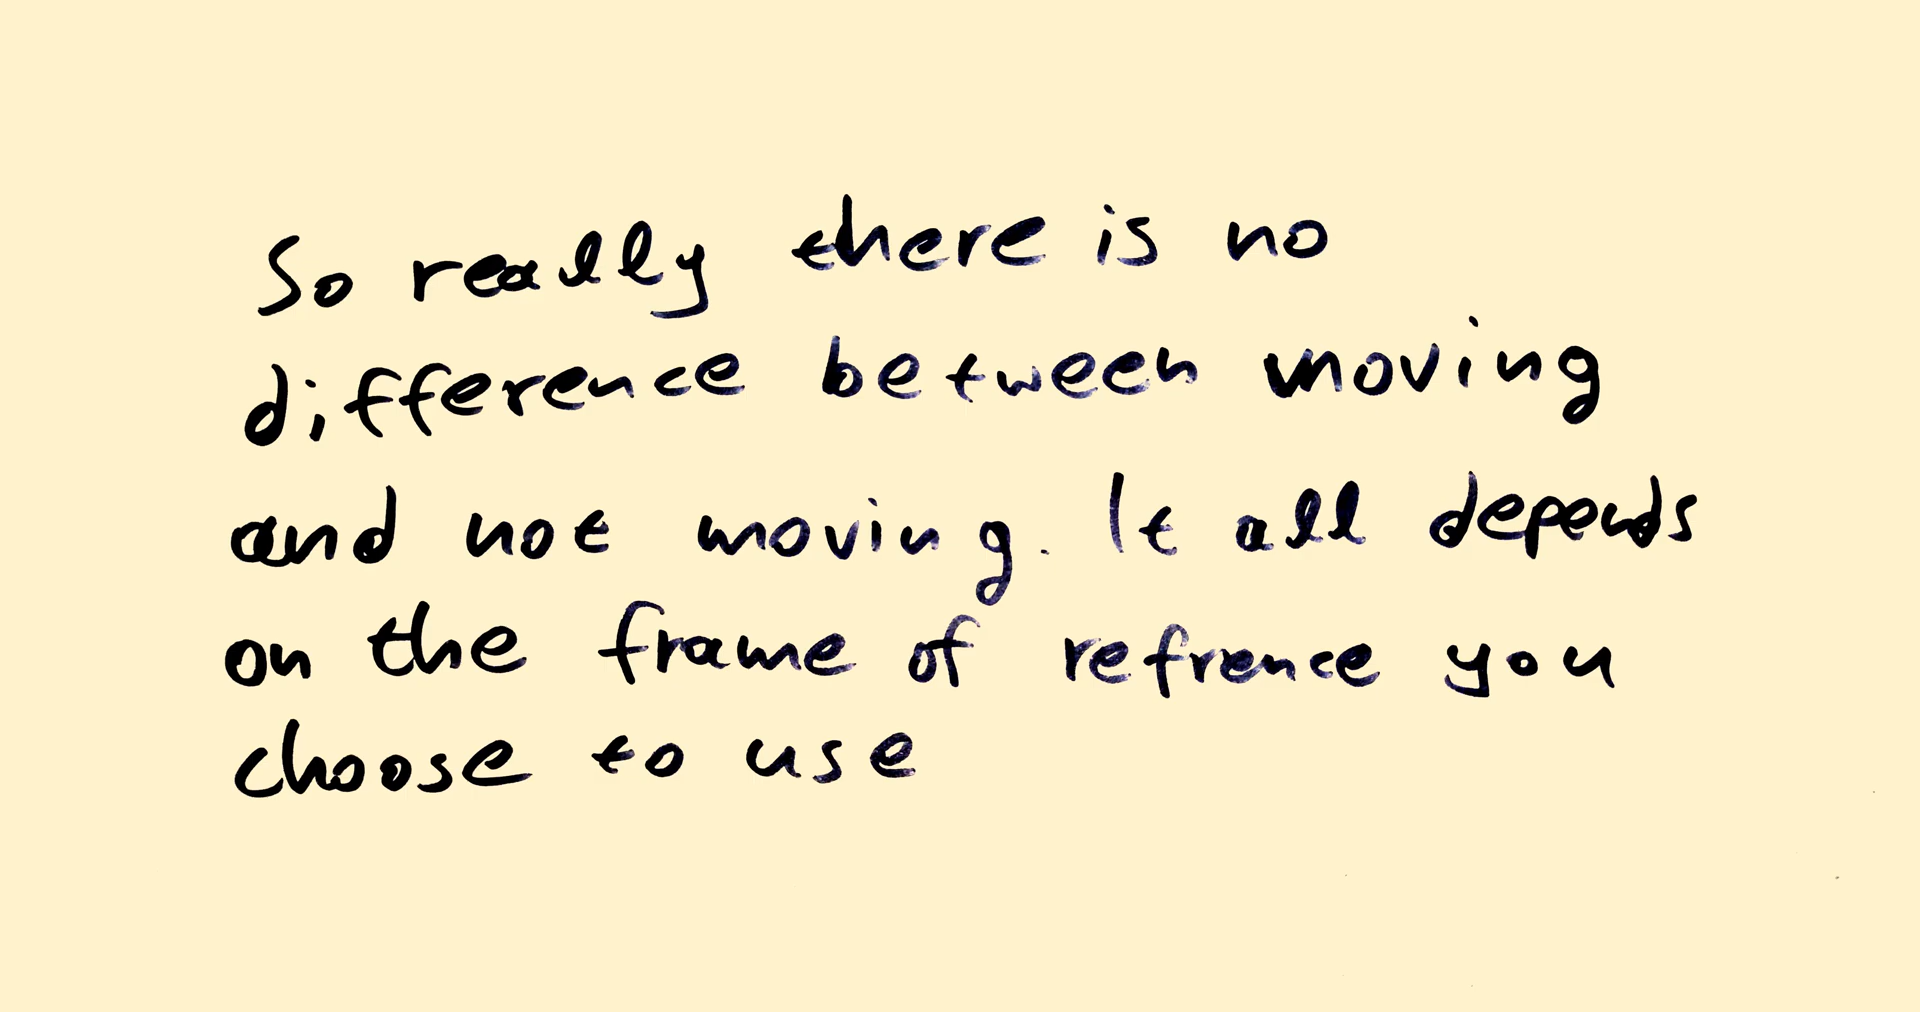 So really there is no
difference between moving
and not moving. It all depends
on the frame of refrence you
choose to use